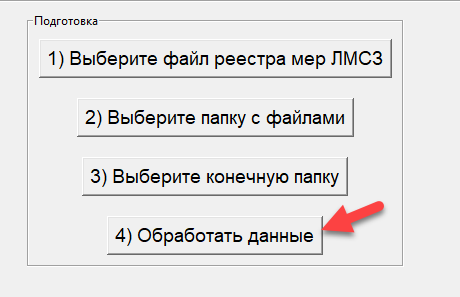 Подготовка
1) Выберите файл реестра мер ЛМСЗ
2) Выберите папку с файлами
3) Выберите конечную папку
4) Обработать данные